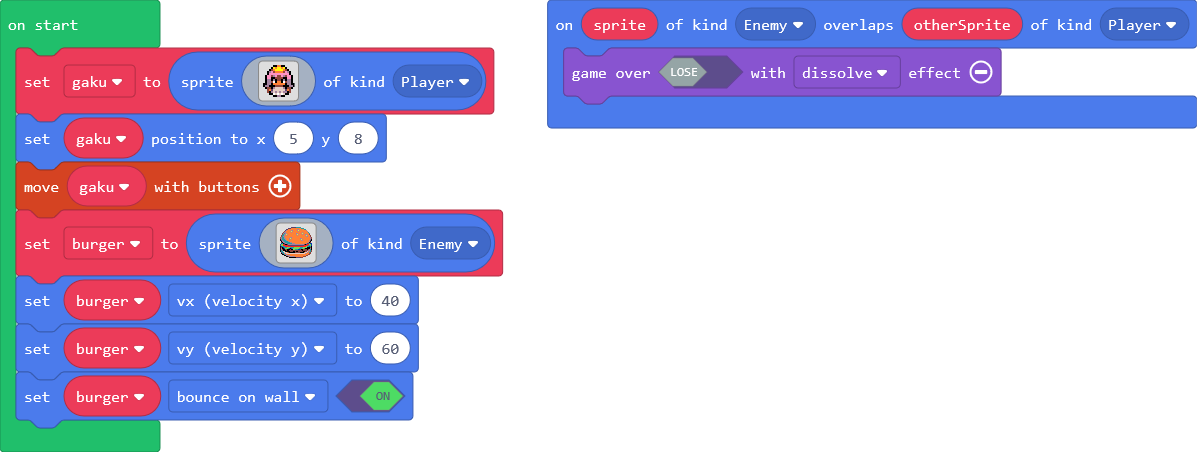 on start
set gaku to sprite of kind Player
set gaku position to x 5 y 8
move gaku with buttons
set burger to sprite of kind Enemy
set burger vx (velocity x) to 40
set burger vy (velocity y) to 60
set burger bounce on wall ON
on sprite of kind Enemy overlaps otherSprite of kind Player
game over LOSE with dissolve effect